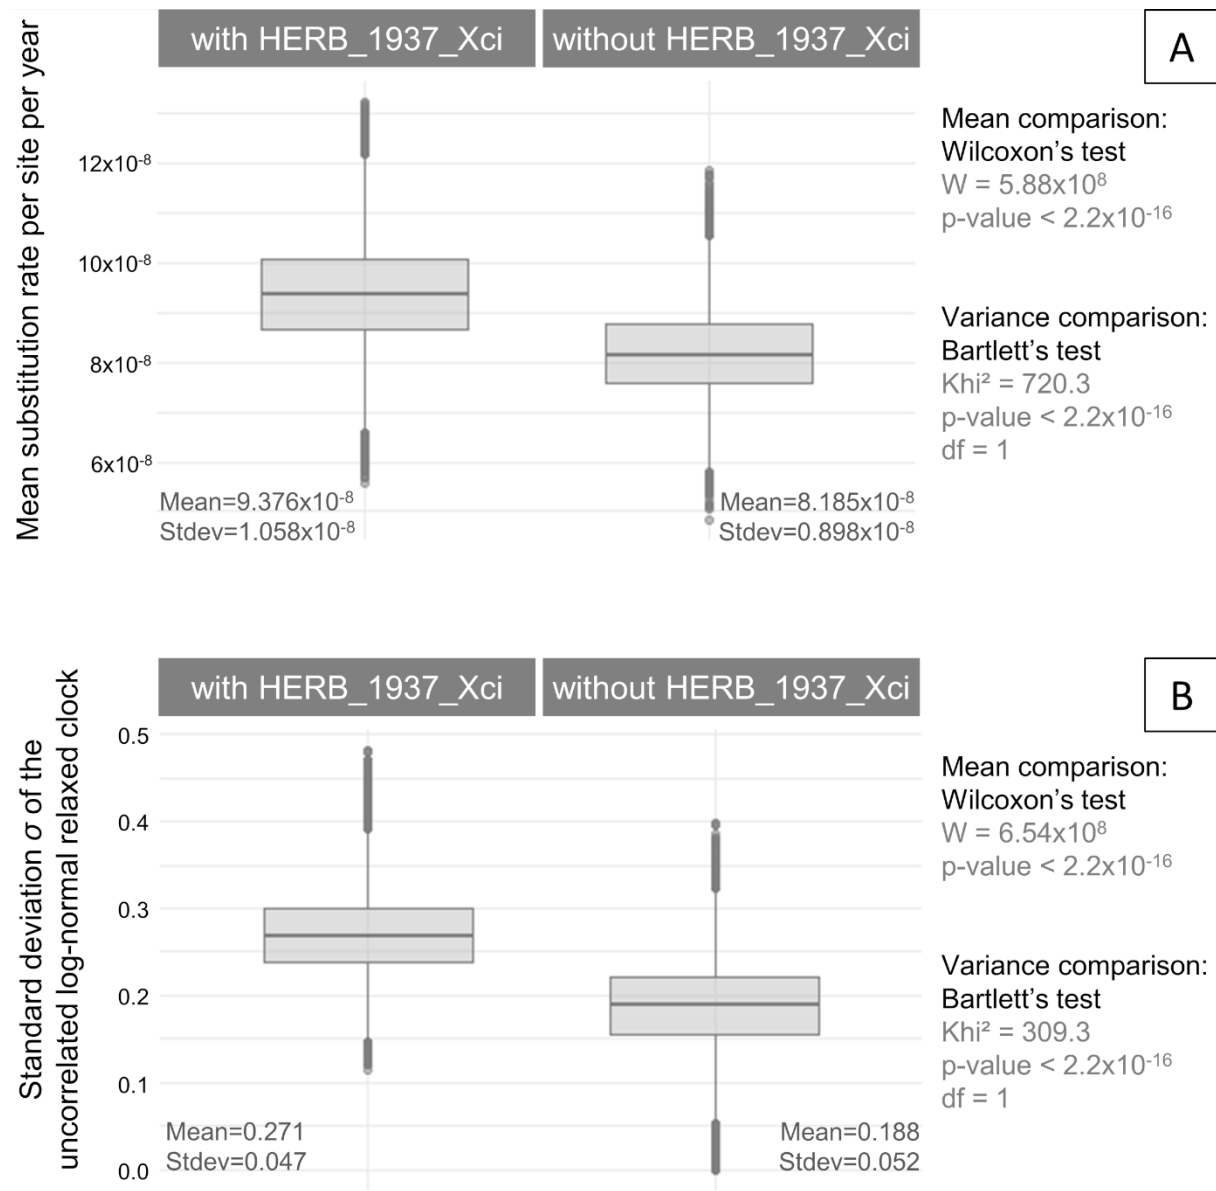 with HERB_1937_Xci
without HERB_1937_Xci
A
Mean substitution rate per site per year
12x10⁻⁸
10x10⁻⁸
8x10⁻⁸
6x10⁻⁸
Mean=9.376x10⁻⁸
Stdev=1.058x10⁻⁸
Mean=8.185x10⁻⁸
Stdev=0.898x10⁻⁸
Mean comparison:
Wilcoxon’s test
W = 5.88x10⁸
p-value < 2.2x10⁻¹⁶
Variance comparison:
Bartlett’s test
Khi² = 720.3
p-value < 2.2x10⁻¹⁶
df = 1
with HERB_1937_Xci
without HERB_1937_Xci
B
Standard deviation σ of the
uncorrelated log-normal relaxed clock
0.5
0.4
0.3
0.2
0.1
0.0
Mean=0.271
Stdev=0.047
Mean=0.188
Stdev=0.052
Mean comparison:
Wilcoxon’s test
W = 6.54x10⁸
p-value < 2.2x10⁻¹⁶
Variance comparison:
Bartlett’s test
Khi² = 309.3
p-value < 2.2x10⁻¹⁶
df = 1